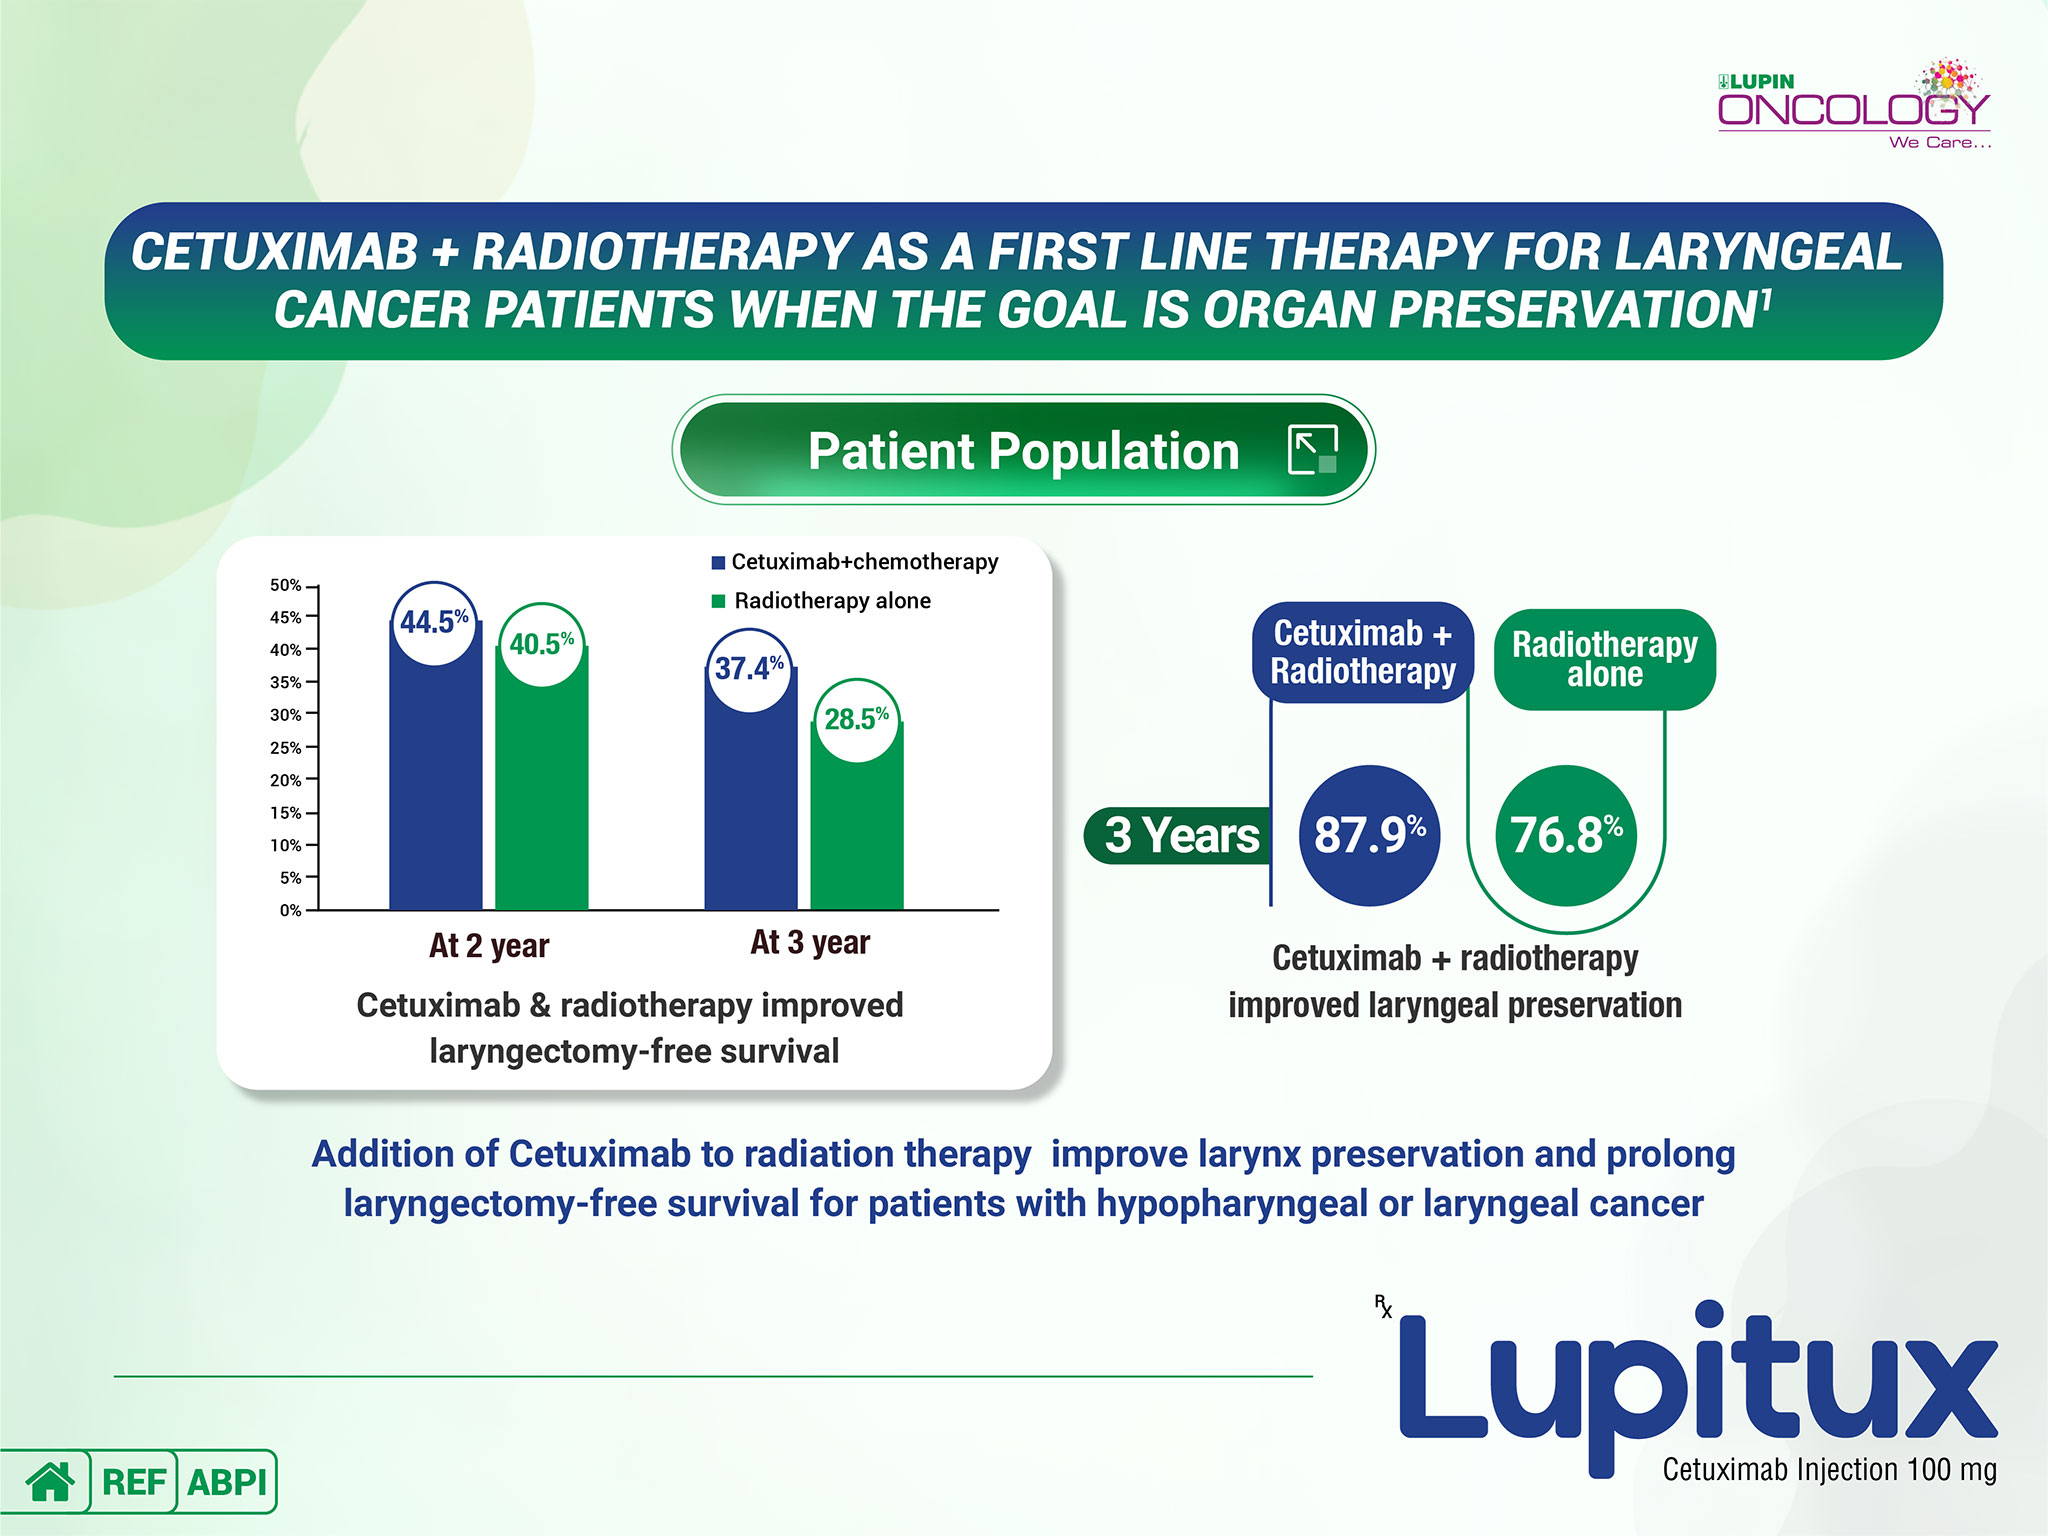 LUPIN
ONCOLOGY
We Care...
CETUXIMAB + RADIOTHERAPY AS A FIRST LINE THERAPY FOR LARYNGEAL
CANCER PATIENTS WHEN THE GOAL IS ORGAN PRESERVATION¹
Patient Population
Cetuximab+chemotherapy
Radiotherapy alone
50%
45%
40%
35%
30%
25%
20%
15%
10%
5%
0%
44.5%
40.5%
37.4%
28.5%
At 2 year
At 3 year
Cetuximab & radiotherapy improved
laryngectomy-free survival
Cetuximab +
Radiotherapy
Radiotherapy
alone
3 Years
87.9%
76.8%
Cetuximab + radiotherapy
improved laryngeal preservation
Addition of Cetuximab to radiation therapy  improve larynx preservation and prolong
laryngectomy-free survival for patients with hypopharyngeal or laryngeal cancer
Rx
Lupitux
Cetuximab Injection 100 mg
REF
ABPI